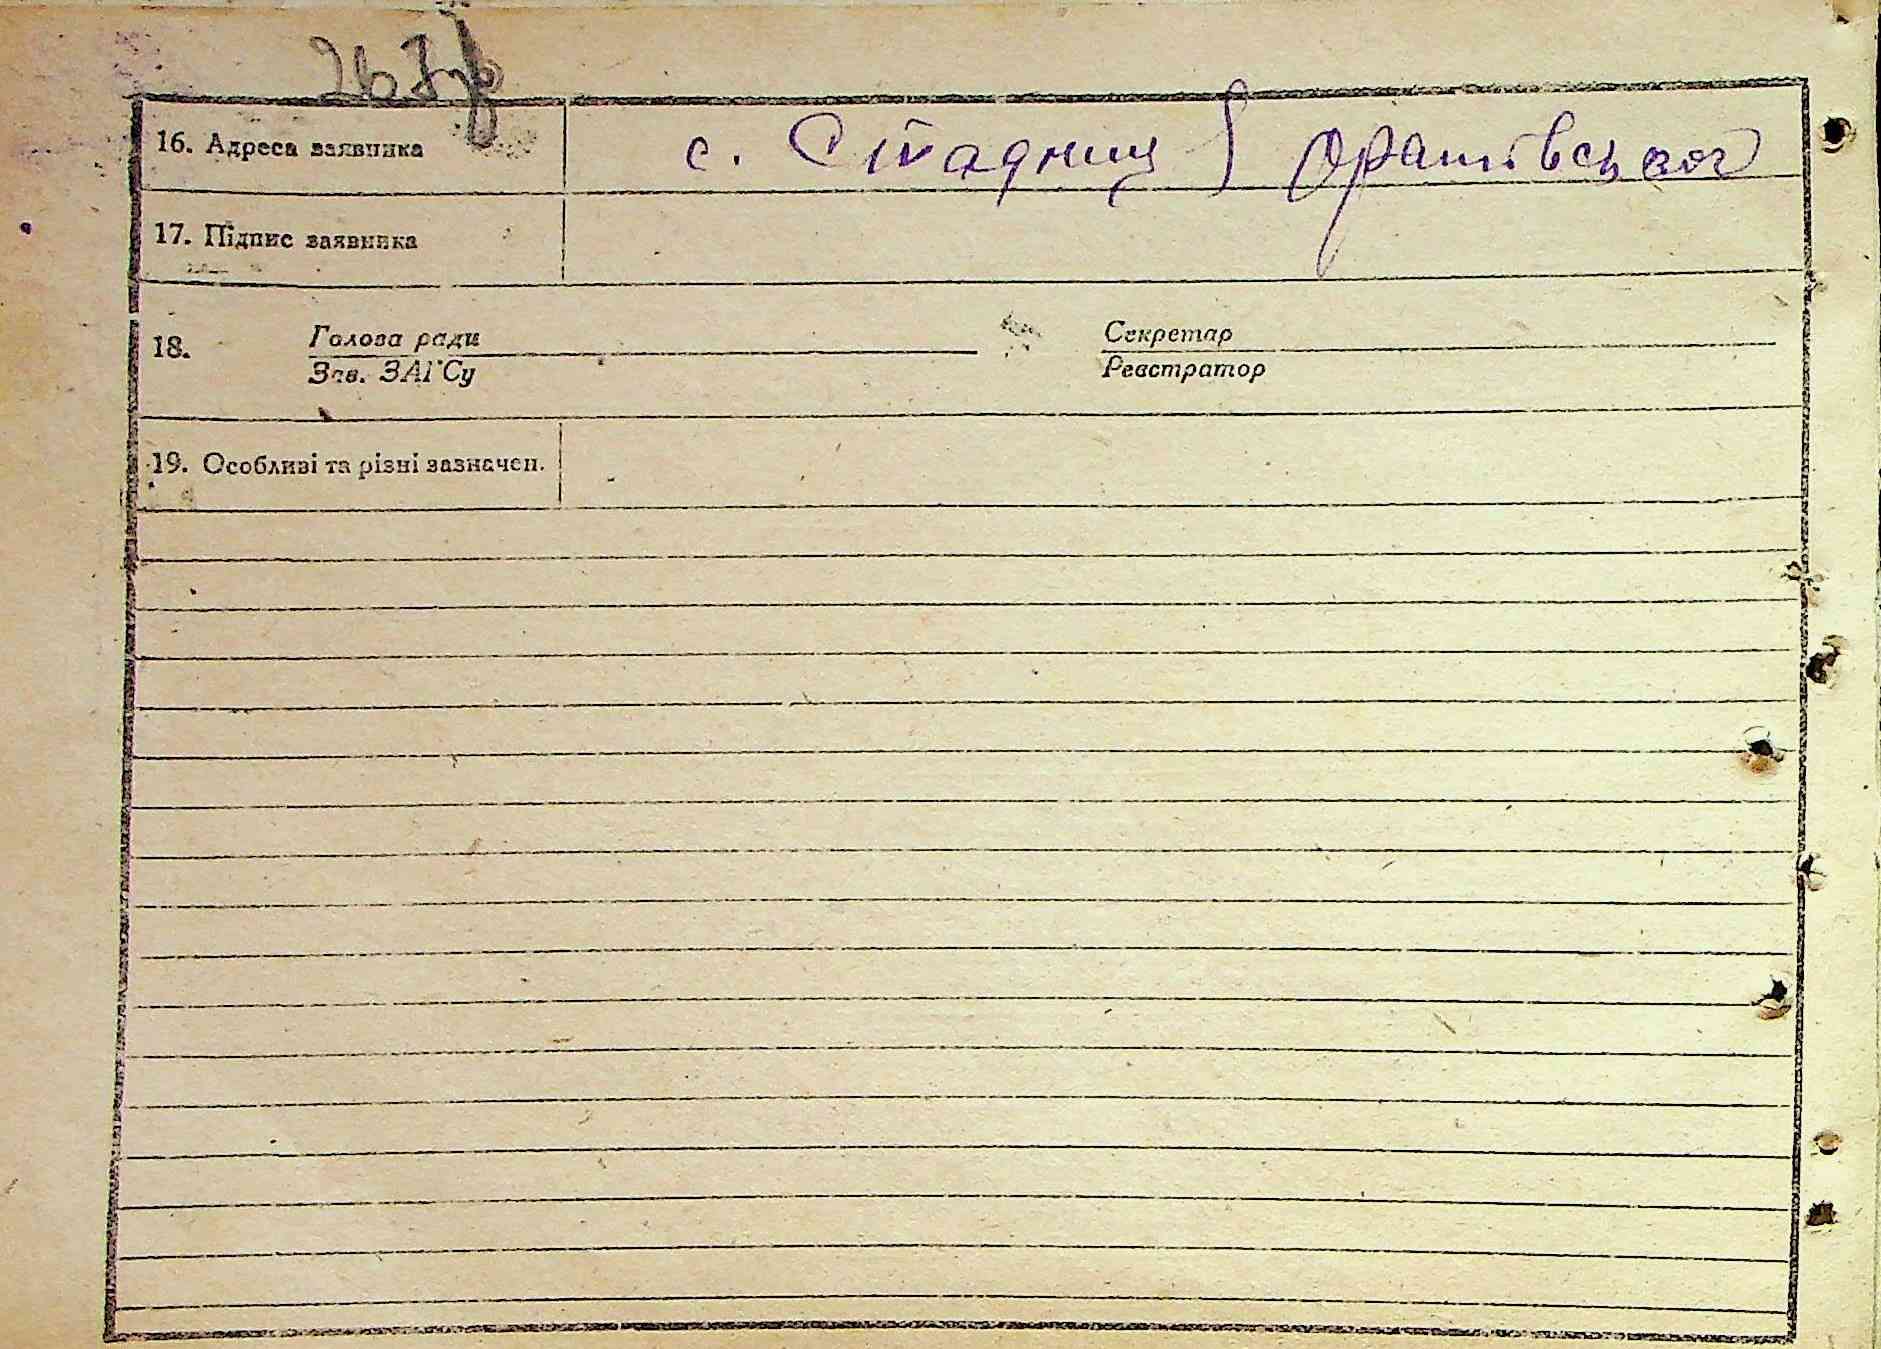 16. Адреса заявника с. Стадниця Оратівського
17. Підпис заявника
18. Голова ради Секретар
Зав. ЗАГСу Реєстратор
19. Особливі та різні зазначен.